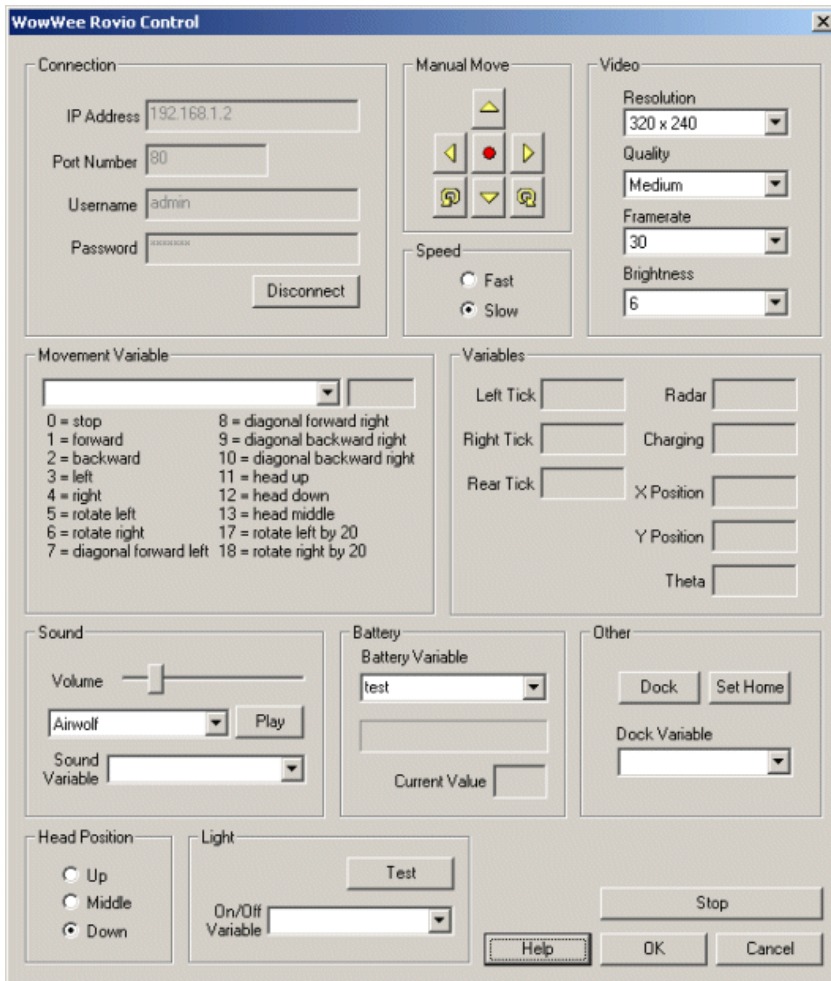 WowWee Rovio Control
Connection
IP Address 192.168.1.2
Port Number 80
Username admin
Password *******
Disconnect
Manual Move
Speed
Fast
Slow
Video
Resolution
320 x 240
Quality
Medium
Framerate
30
Brightness
6
Movement Variable
0 = stop
1 = forward
2 = backward
3 = left
4 = right
5 = rotate left
6 = rotate right
7 = diagonal forward left
8 = diagonal forward right
9 = diagonal backward right
10 = diagonal backward right
11 = head up
12 = head down
13 = head middle
17 = rotate left by 20
18 = rotate right by 20
Variables
Left Tick
Right Tick
Rear Tick
Radar
Charging
X Position
Y Position
Theta
Sound
Volume
Airwolf
Play
Sound
Variable
Battery
Battery Variable
test
Current Value
Other
Dock
Set Home
Dock Variable
Head Position
Up
Middle
Down
Light
Test
On/Off
Variable
Stop
Help
OK
Cancel